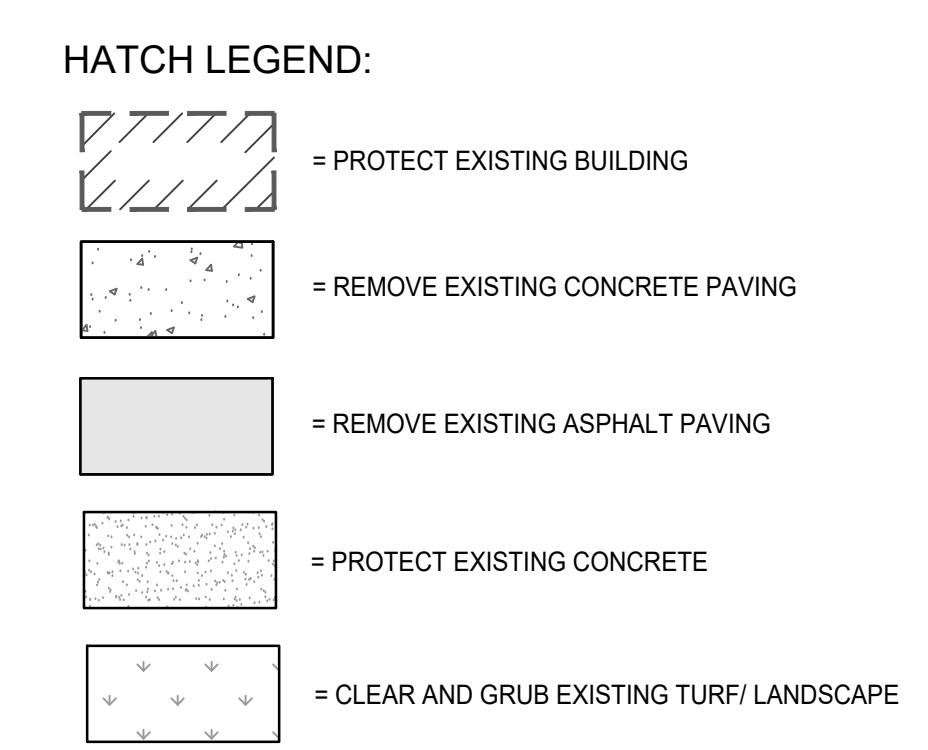 HATCH LEGEND:
= PROTECT EXISTING BUILDING
= REMOVE EXISTING CONCRETE PAVING
= REMOVE EXISTING ASPHALT PAVING
= PROTECT EXISTING CONCRETE
= CLEAR AND GRUB EXISTING TURF/ LANDSCAPE